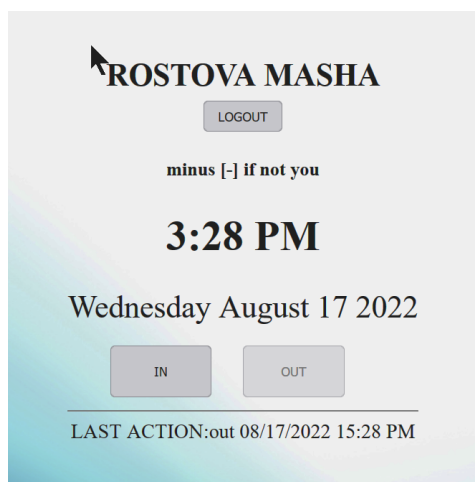 ROSTOVA MASHA
LOGOUT
minus [-] if not you
3:28 PM
Wednesday August 17 2022
IN OUT
LAST ACTION:out 08/17/2022 15:28 PM